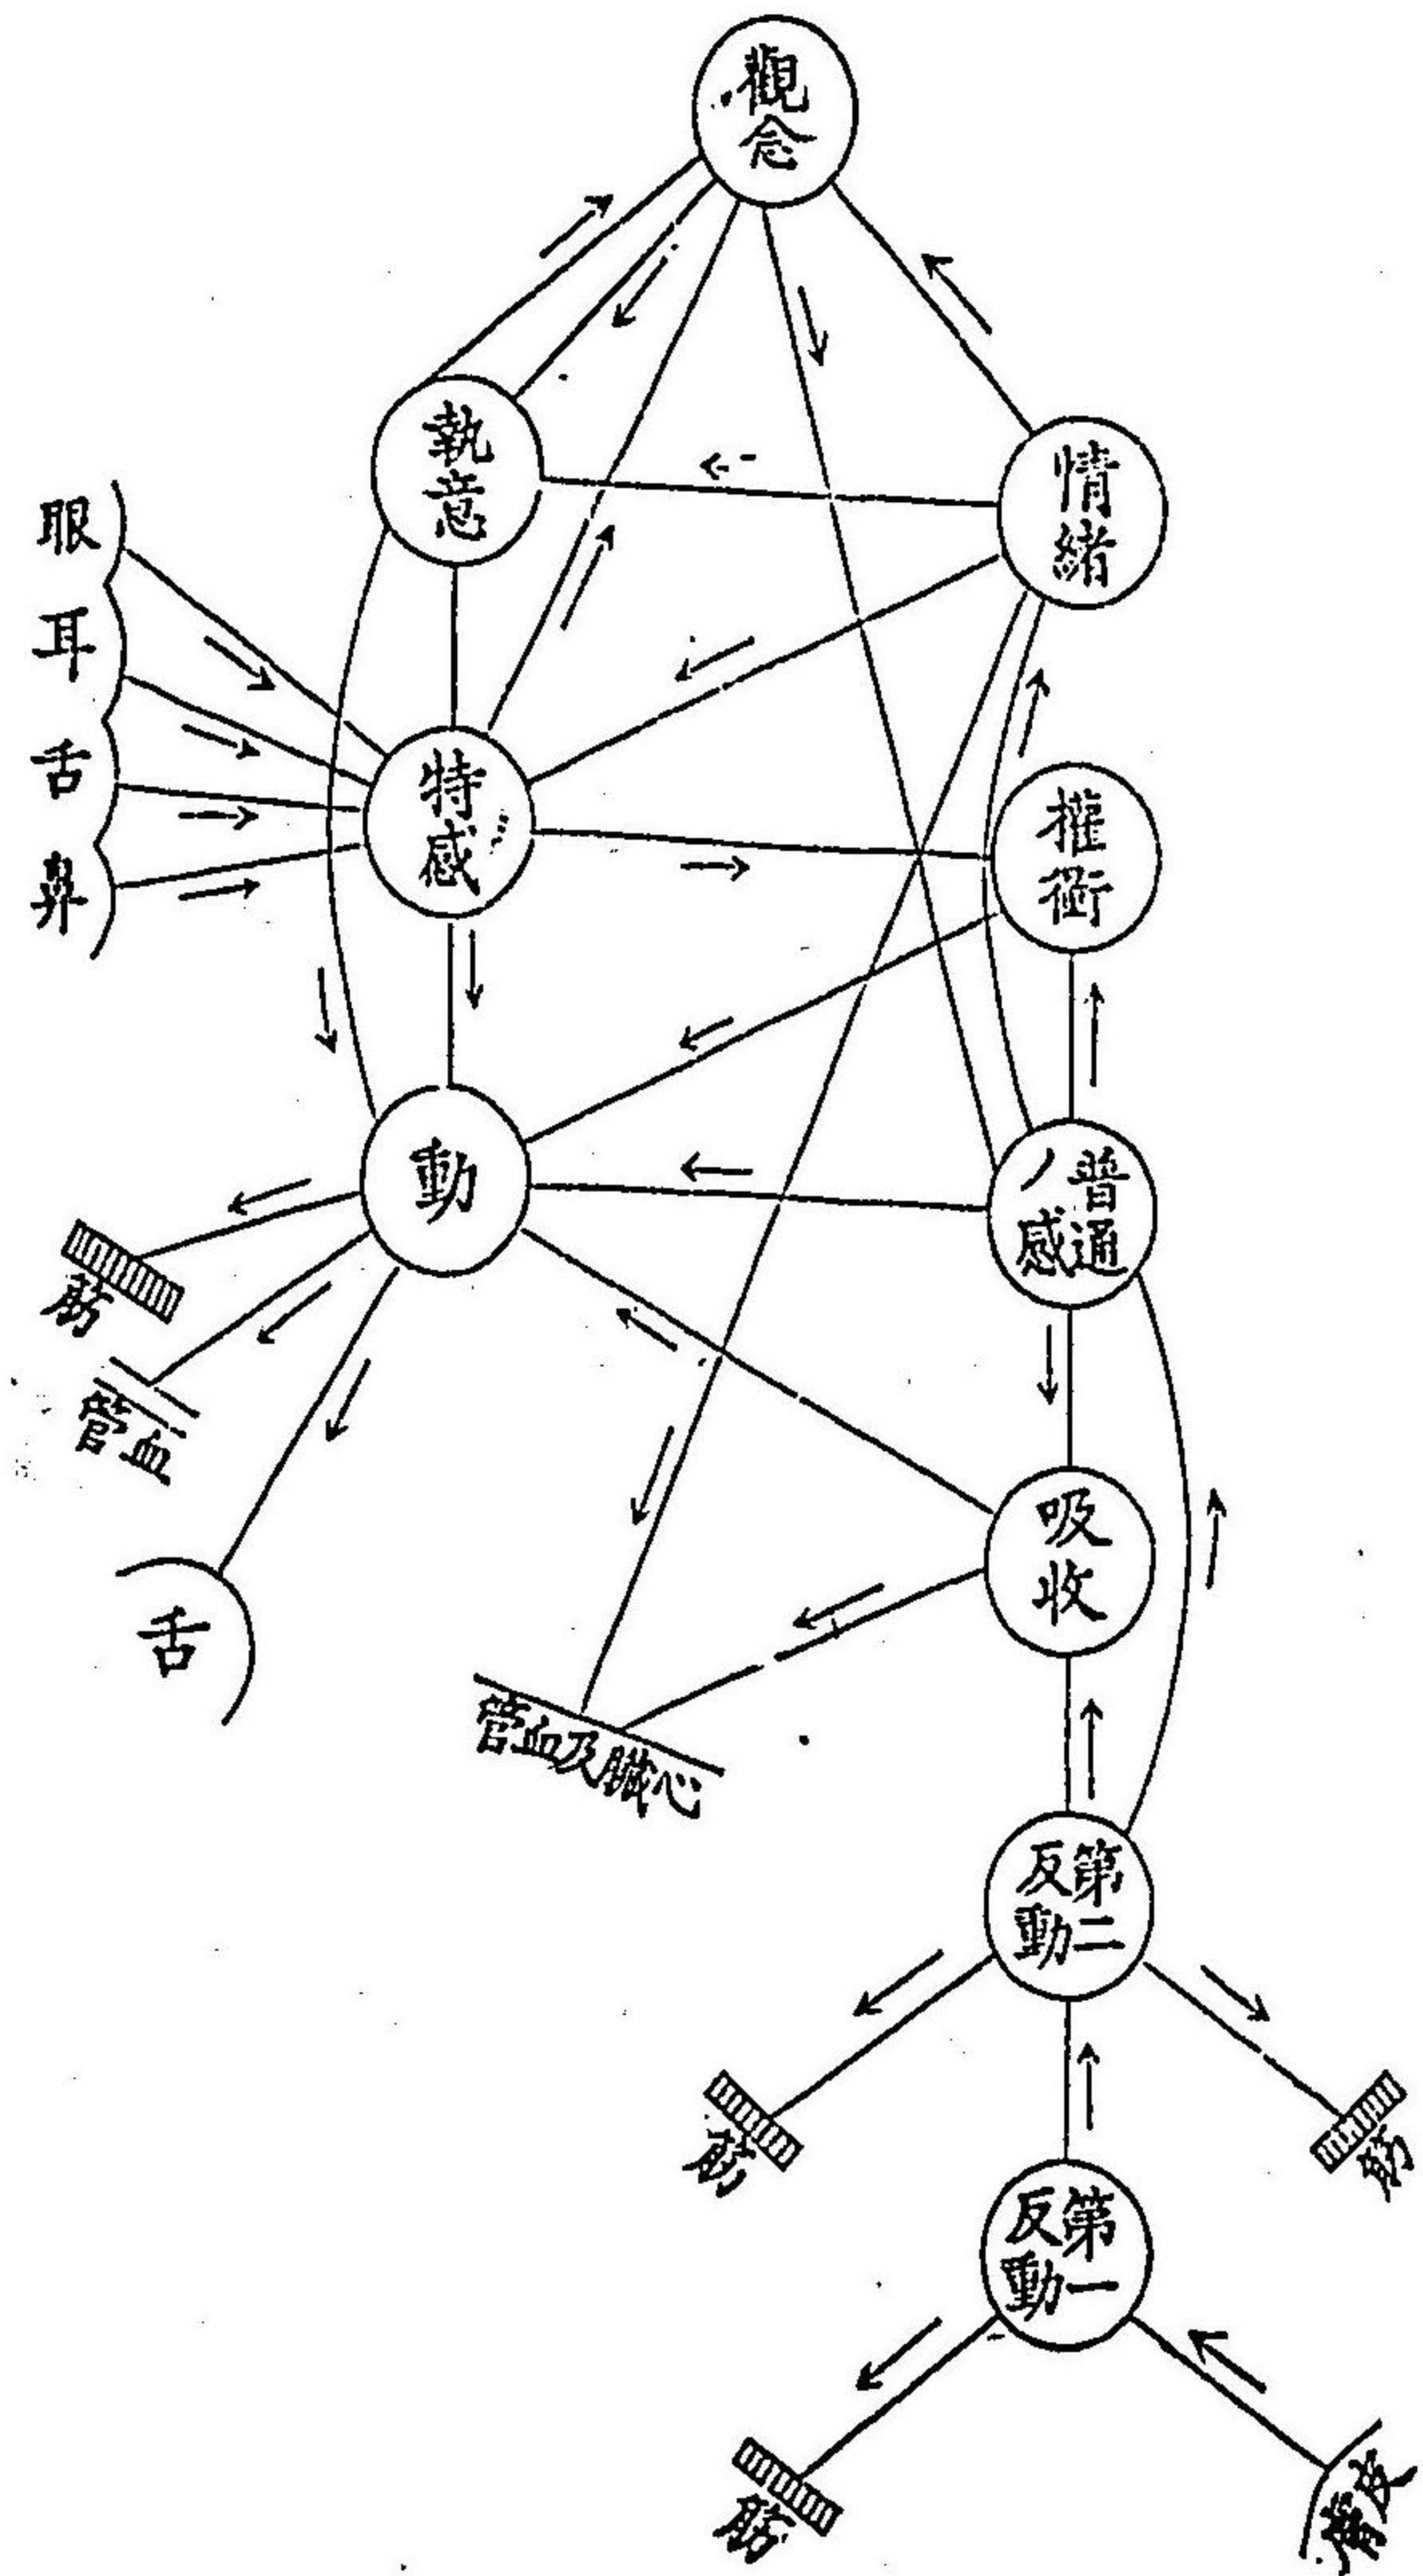 觀念
執意
情緒
眼
耳
舌
鼻
特感
權衡
動
普通ノ感
筋
血管
舌
吸收
心臓及血管
第二反動
筋
筋
第一反動
筋
皮膚